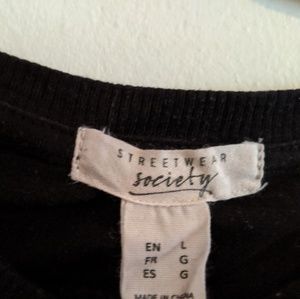 STREETWEAR
society
EN L
FR G
ES G
MADE IN CHINA